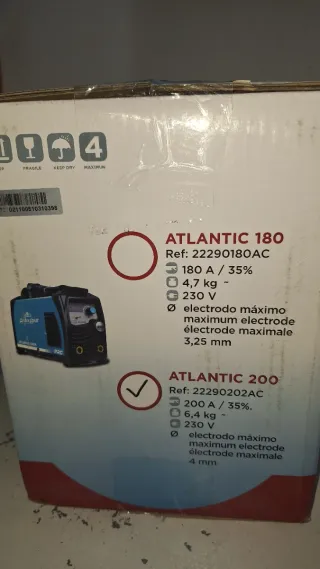 FRAGILE
KEEP DRY
4
MAXIMUM
ATLANTIC 180
Ref: 22290180AC
180 A / 35%
4,7 kg -
230 V
Ø electrodo máximo
maximum electrode
électrode maximale
3,25 mm
ATLANTIC 200
Ref: 22290202AC
200 A / 35%.
6,4 kg -
230 V
Ø electrodo máximo
maximum electrode
électrode maximale
4 mm